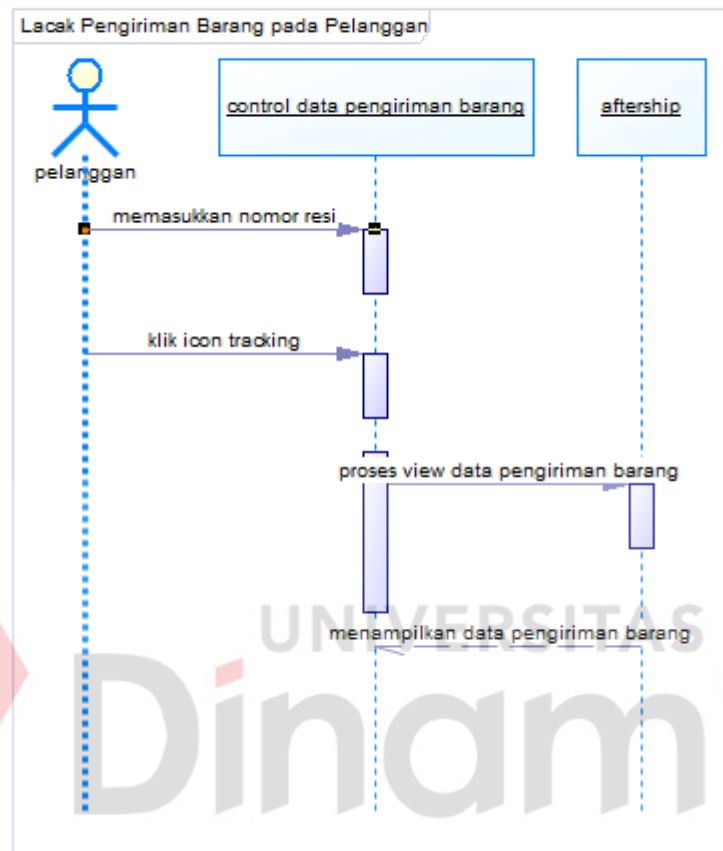 Lacak Pengiriman Barang pada Pelanggan
control data pengiriman barang
aftership
pelanggan
memasukkan nomor resi
klik icon tracking
proses view data pengiriman barang
UNIVERSITAS
menampilkan data pengiriman barang
Dinam